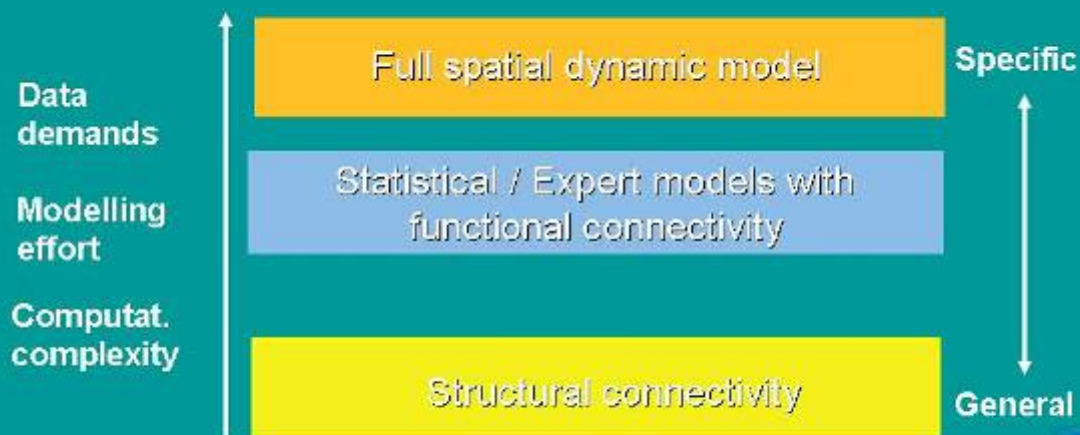 Data
demands
Modelling
effort
Computat.
complexity
Full spatial dynamic model
Statistical / Expert models with
functional connectivity
Structural connectivity
Specific
General